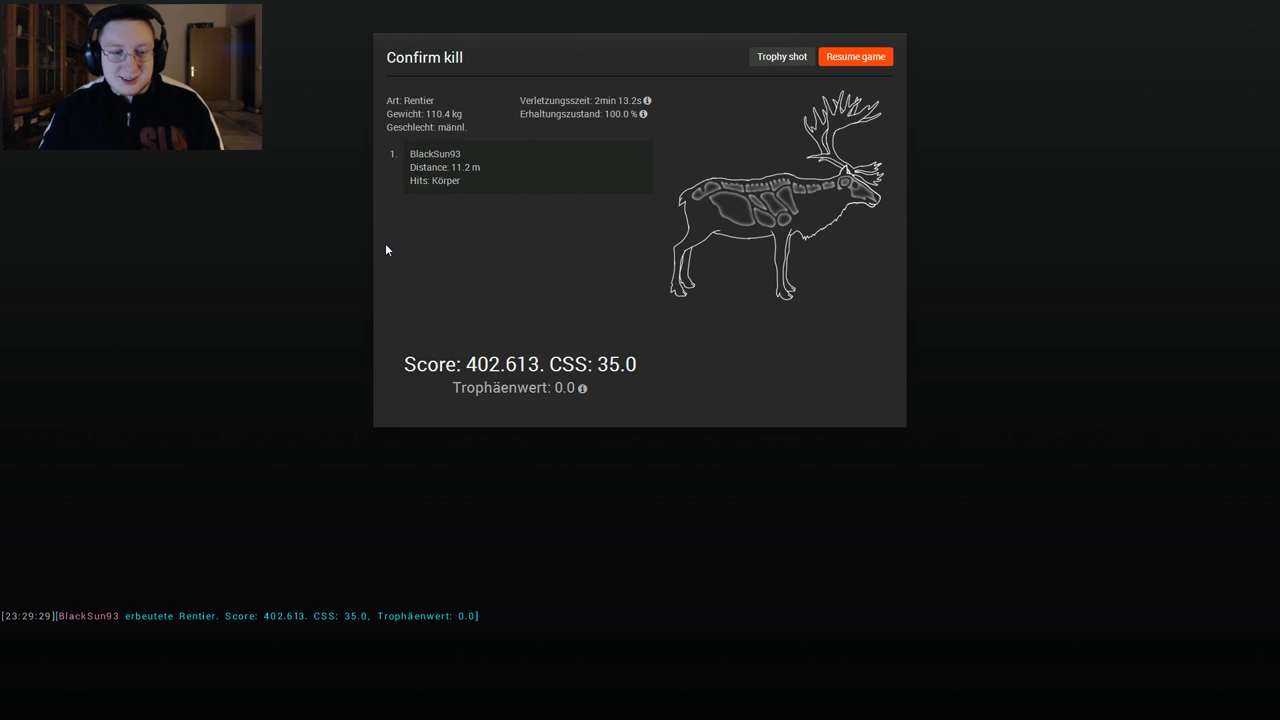 Confirm kill
Trophy shot
Resume game
Art: Rentier
Gewicht: 110.4 kg
Geschlecht: männl.
Verletzungszeit: 2min 13.2s
Erhaltungszustand: 100.0 %
1. BlackSun93
Distance: 11.2 m
Hits: Körper
Score: 402.613. CSS: 35.0
Trophäenwert: 0.0
[23:29:29][BlackSun93 erbeutete Rentier. Score: 402.613. CSS: 35.0, Trophäenwert: 0.0]